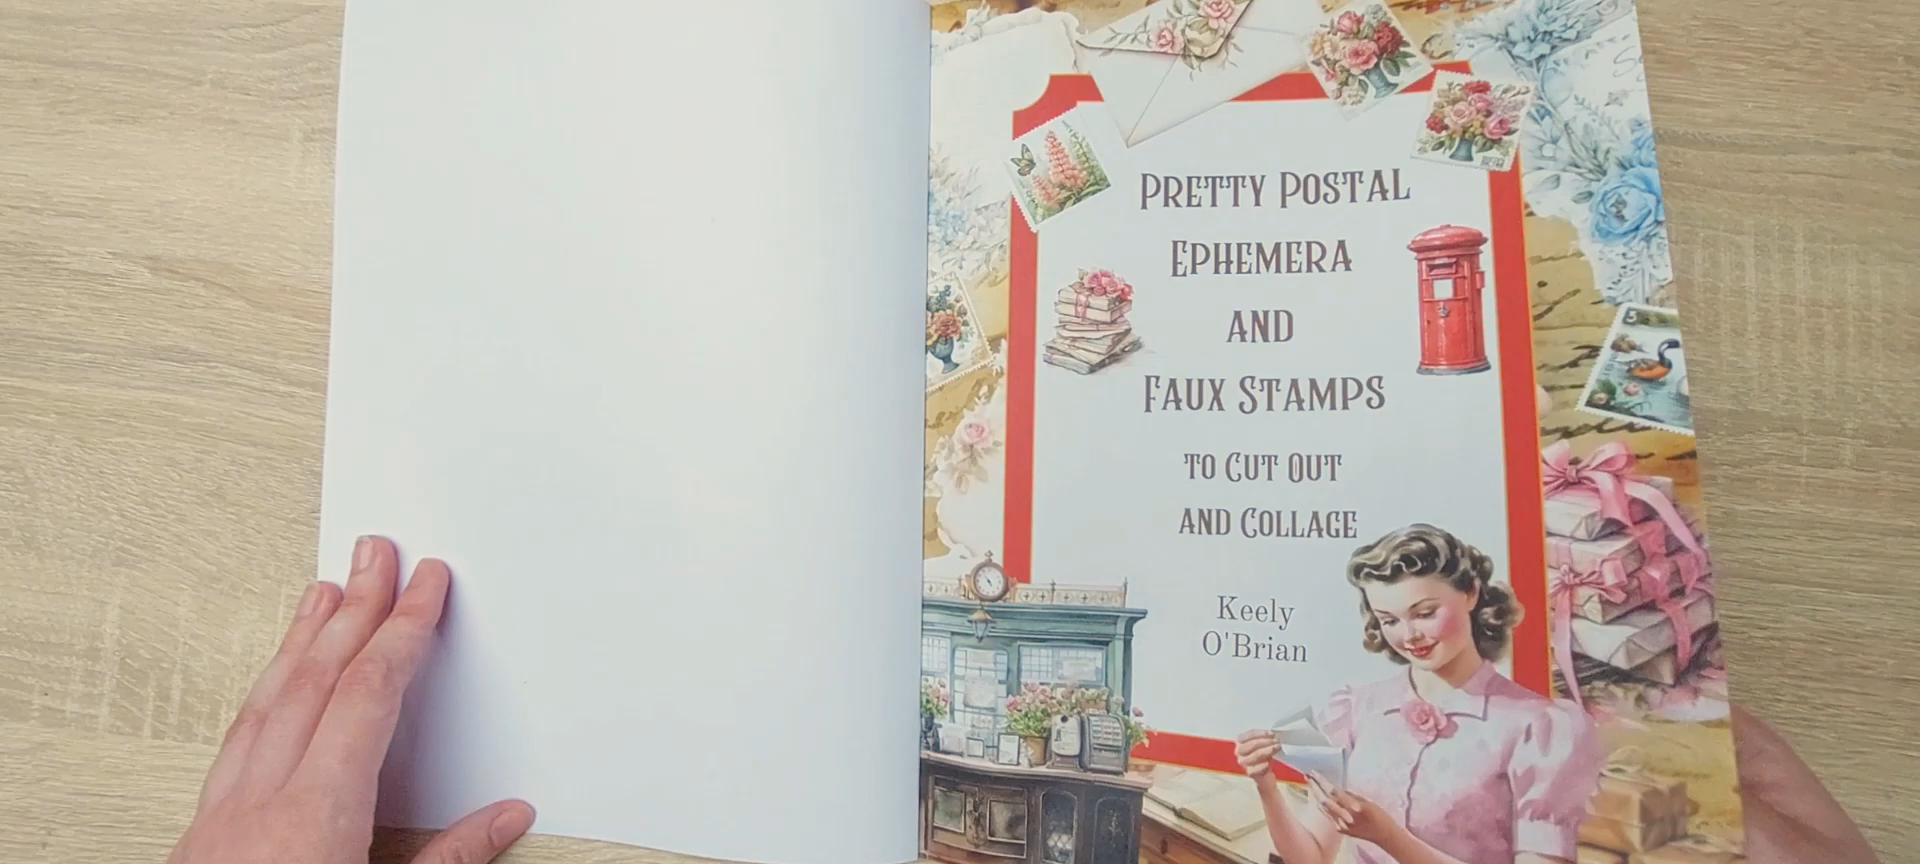 PRETTY POSTAL
EPHEMERA
AND
FAUX STAMPS
TO CUT OUT
AND COLLAGE
Keely
O'Brian